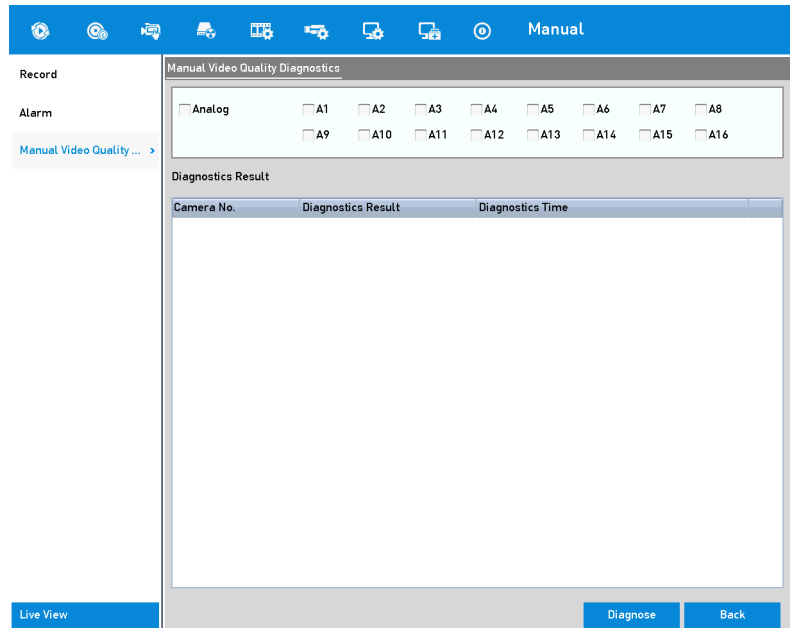 Manual
Record
Alarm
Manual Video Quality ... >
Manual Video Quality Diagnostics
Analog A1 A2 A3 A4 A5 A6 A7 A8
A9 A10 A11 A12 A13 A14 A15 A16
Diagnostics Result
Camera No. Diagnostics Result Diagnostics Time
Live View
Diagnose Back